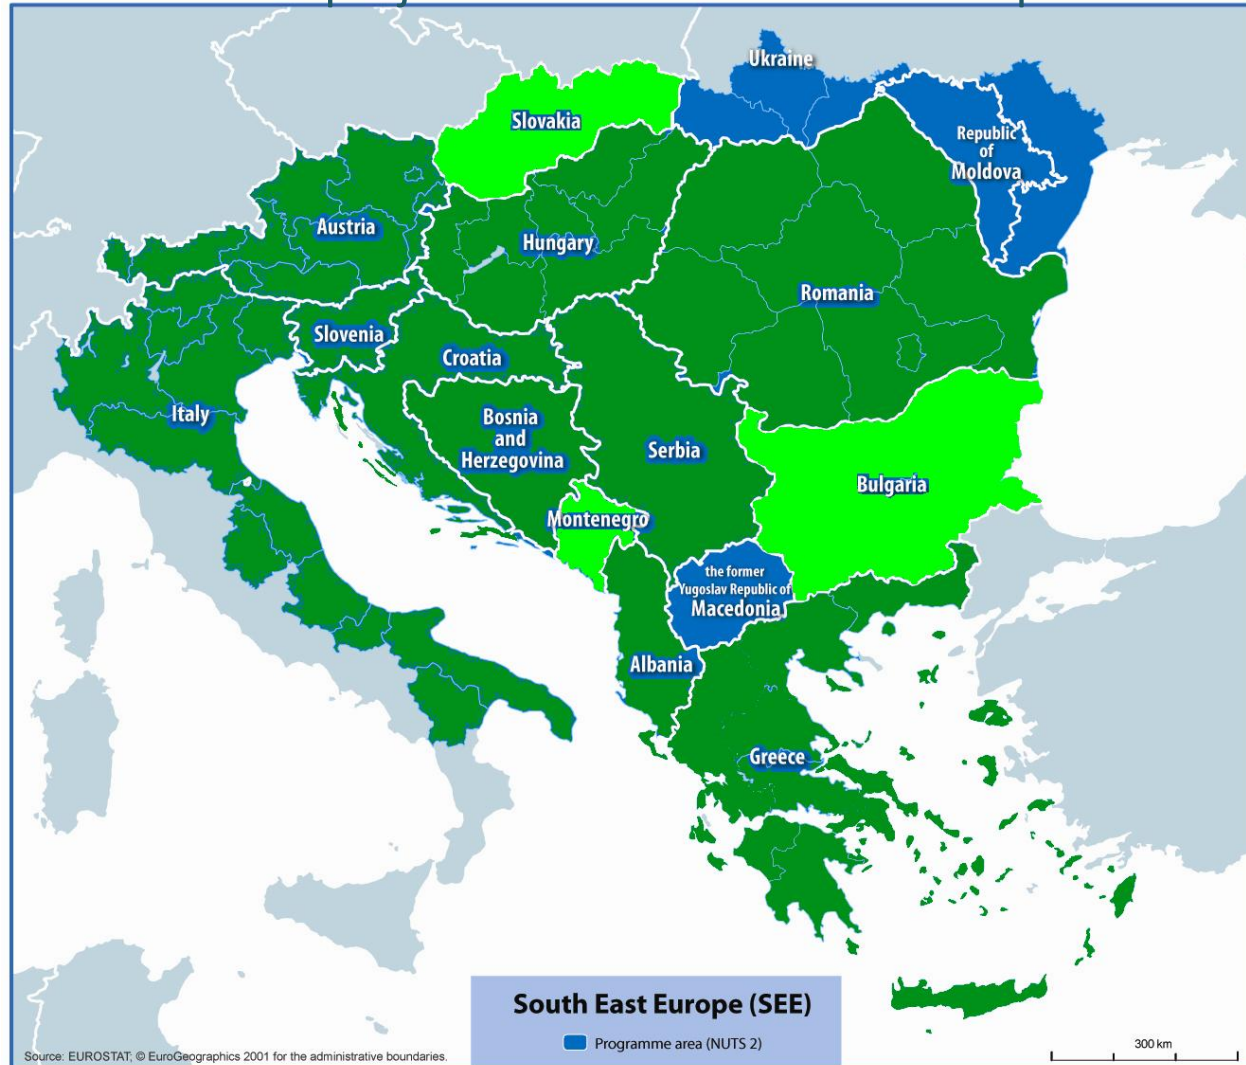 Ukraine
Slovakia
Republic
of
Moldova
Austria
Hungary
Romania
Slovenia
Croatia
Italy
Bosnia
and
Herzegovina
Serbia
Bulgaria
Montenegro
the former
Yugoslav Republic of
Macedonia
Albania
Greece
South East Europe (SEE)
Programme area (NUTS 2)
Source: EUROSTAT, © EuroGeographics 2001 for the administrative boundaries.
300 km